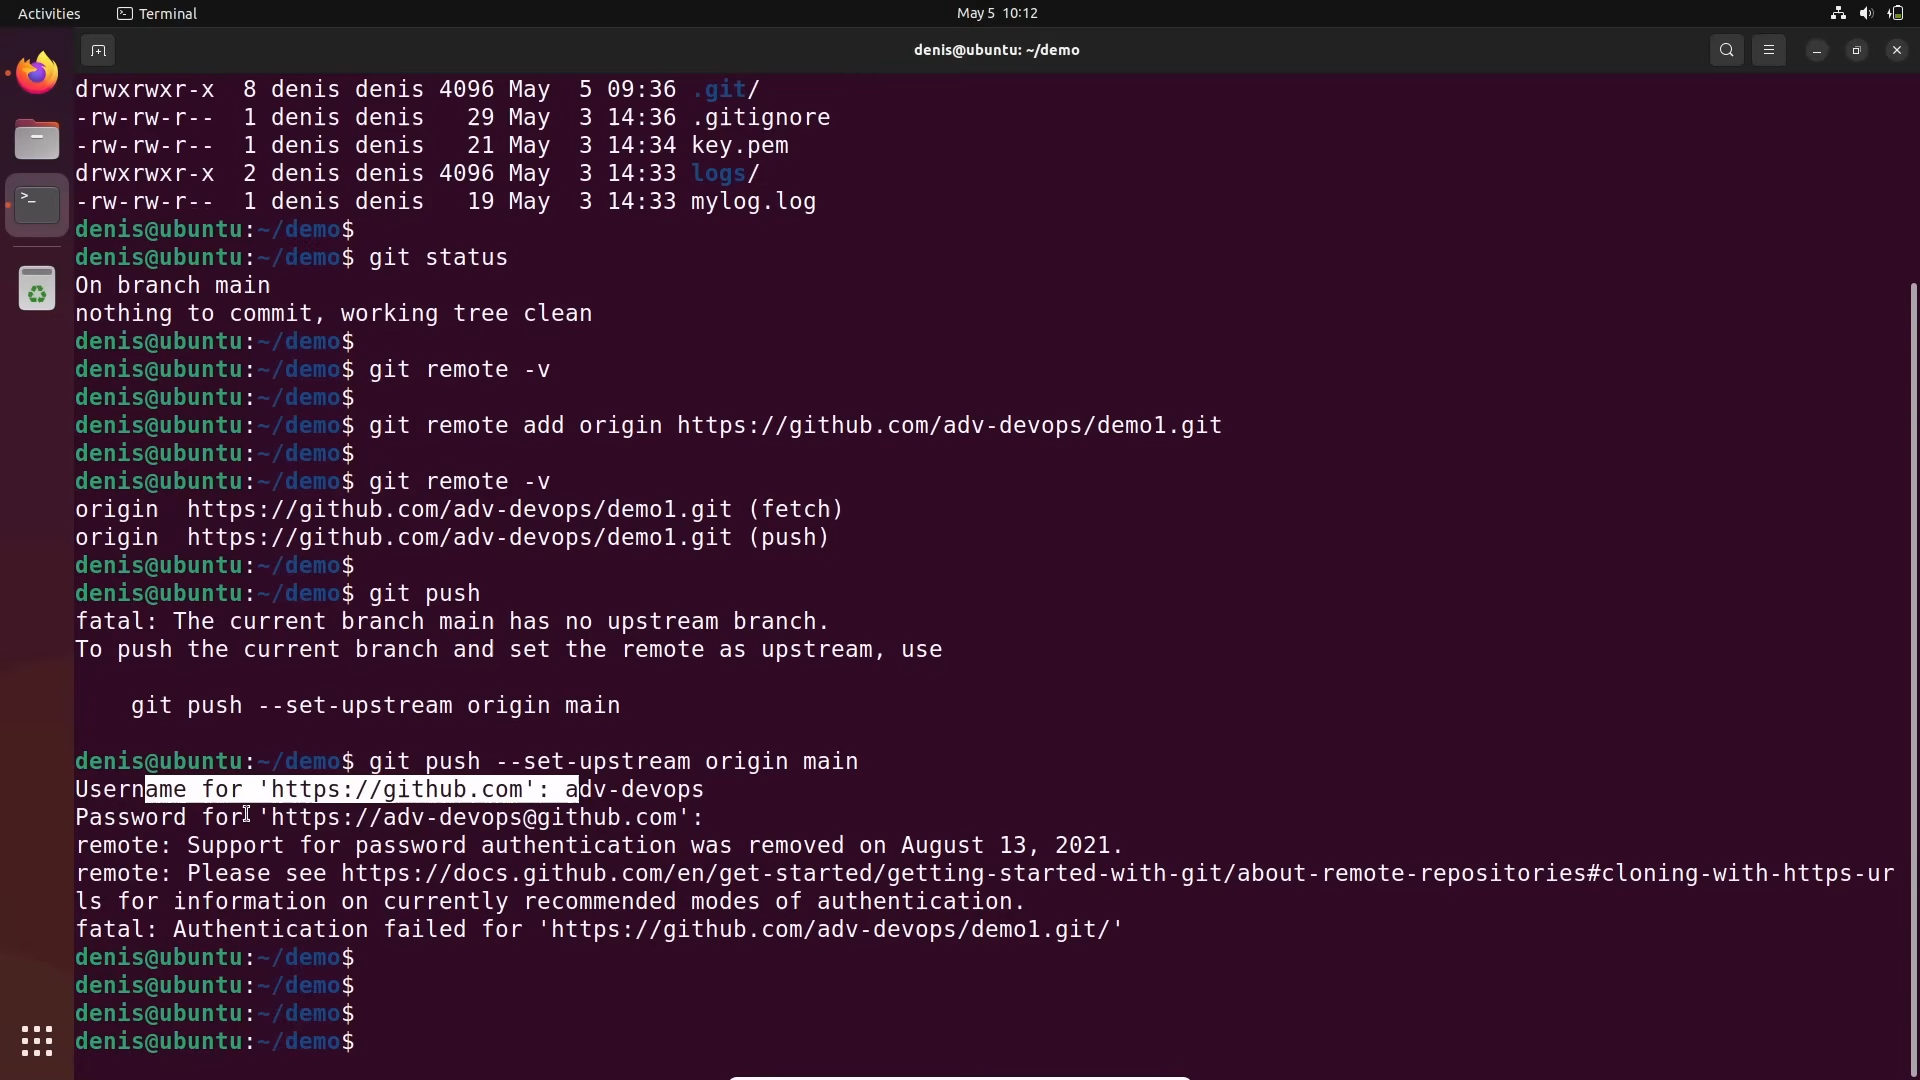 Activities
Terminal
May 5 10:12
denis@ubuntu: ~/demo
drwxrwxr-x 8 denis denis 4096 May 5 09:36 .git/
-rw-rw-r-- 1 denis denis 29 May 3 14:36 .gitignore
-rw-rw-r-- 1 denis denis 21 May 3 14:34 key.pem
drwxrwxr-x 2 denis denis 4096 May 3 14:33 logs/
-rw-rw-r-- 1 denis denis 19 May 3 14:33 mylog.log
denis@ubuntu:~/demo$
denis@ubuntu:~/demo$ git status
On branch main
nothing to commit, working tree clean
denis@ubuntu:~/demo$
denis@ubuntu:~/demo$ git remote -v
denis@ubuntu:~/demo$
denis@ubuntu:~/demo$ git remote add origin https://github.com/adv-devops/demo1.git
denis@ubuntu:~/demo$
denis@ubuntu:~/demo$ git remote -v
origin https://github.com/adv-devops/demo1.git (fetch)
origin https://github.com/adv-devops/demo1.git (push)
denis@ubuntu:~/demo$
denis@ubuntu:~/demo$ git push
fatal: The current branch main has no upstream branch.
To push the current branch and set the remote as upstream, use
git push --set-upstream origin main
denis@ubuntu:~/demo$ git push --set-upstream origin main
Username for 'https://github.com': adv-devops
Password for 'https://adv-devops@github.com':
remote: Support for password authentication was removed on August 13, 2021.
remote: Please see https://docs.github.com/en/get-started/getting-started-with-git/about-remote-repositories#cloning-with-https-ur
ls for information on currently recommended modes of authentication.
fatal: Authentication failed for 'https://github.com/adv-devops/demo1.git/'
denis@ubuntu:~/demo$
denis@ubuntu:~/demo$
denis@ubuntu:~/demo$
denis@ubuntu:~/demo$